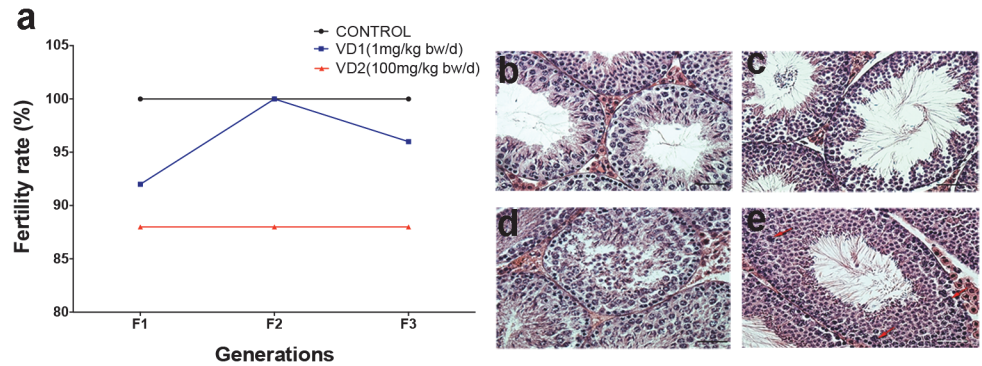 a
CONTROL
VD1(1mg/kg bw/d)
VD2(100mg/kg bw/d)
105
100
95
90
85
80
Fertility rate (%)
F1 F2 F3
Generations
b
c
d
e